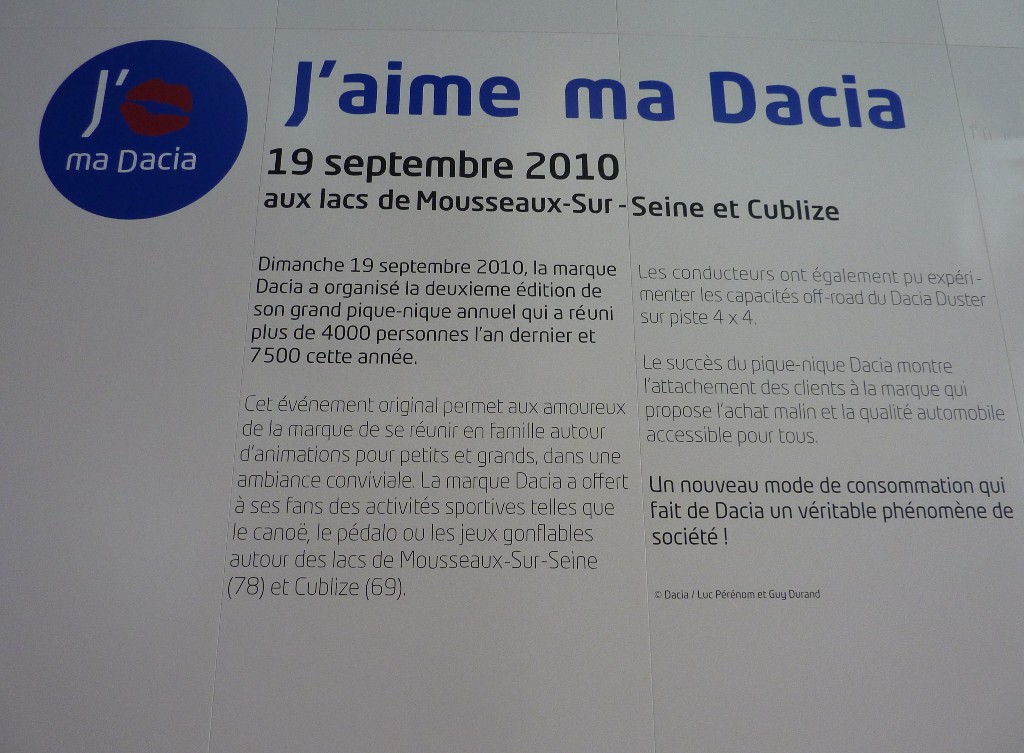 J'
ma Dacia
J'aime ma Dacia
19 septembre 2010
aux lacs de Mousseaux-Sur-Seine et Cublize
Dimanche 19 septembre 2010, la marque
Dacia a organisé la deuxieme édition de
son grand pique-nique annuel qui a réuni
plus de 4000 personnes l'an dernier et
7500 cette année.
Cet événement original permet aux amoureux
de la marque de se réunir en famille autour
d'animations pour petits et grands, dans une
ambiance conviviale. La marque Dacia a offert
à ses fans des activités sportives telles que
le canoë, le pédalo ou les jeux gonflables
autour des lacs de Mousseaux-Sur-Seine
(78) et Cublize (69).
Les conducteurs ont également pu expéri-
menter les capacités off-road du Dacia Duster
sur piste 4 x 4.
Le succès du pique-nique Dacia montre
l'attachement des clients à la marque qui
propose l'achat malin et la qualité automobile
accessible pour tous.
Un nouveau mode de consommation qui
fait de Dacia un véritable phénomène de
société !
© Dacia / Luc Pérénom et Guy Durand